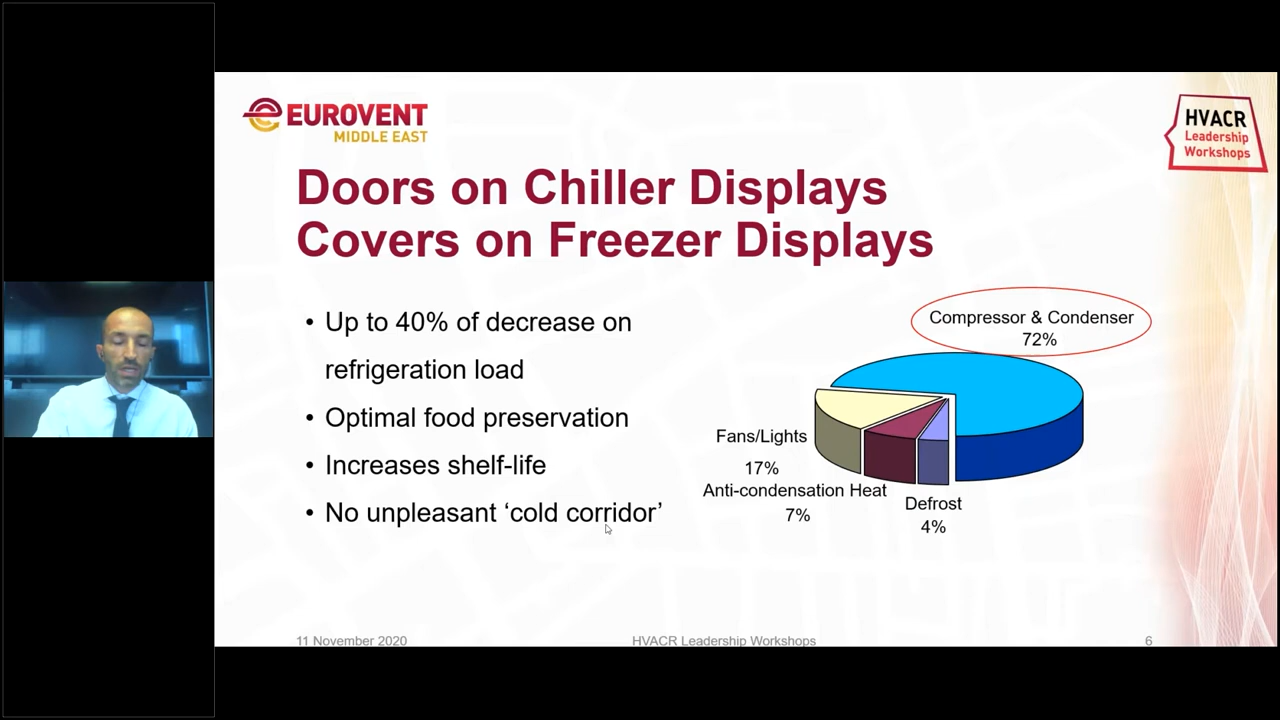 EUROVENT
MIDDLE EAST
HVACR
Leadership
Workshops
Doors on Chiller Displays
Covers on Freezer Displays
• Up to 40% of decrease on
refrigeration load
• Optimal food preservation
• Increases shelf-life
• No unpleasant ‘cold corridor’
Compressor & Condenser
72%
Fans/Lights
17%
Anti-condensation Heat
7%
Defrost
4%
11 November 2020
HVACR Leadership Workshops
6